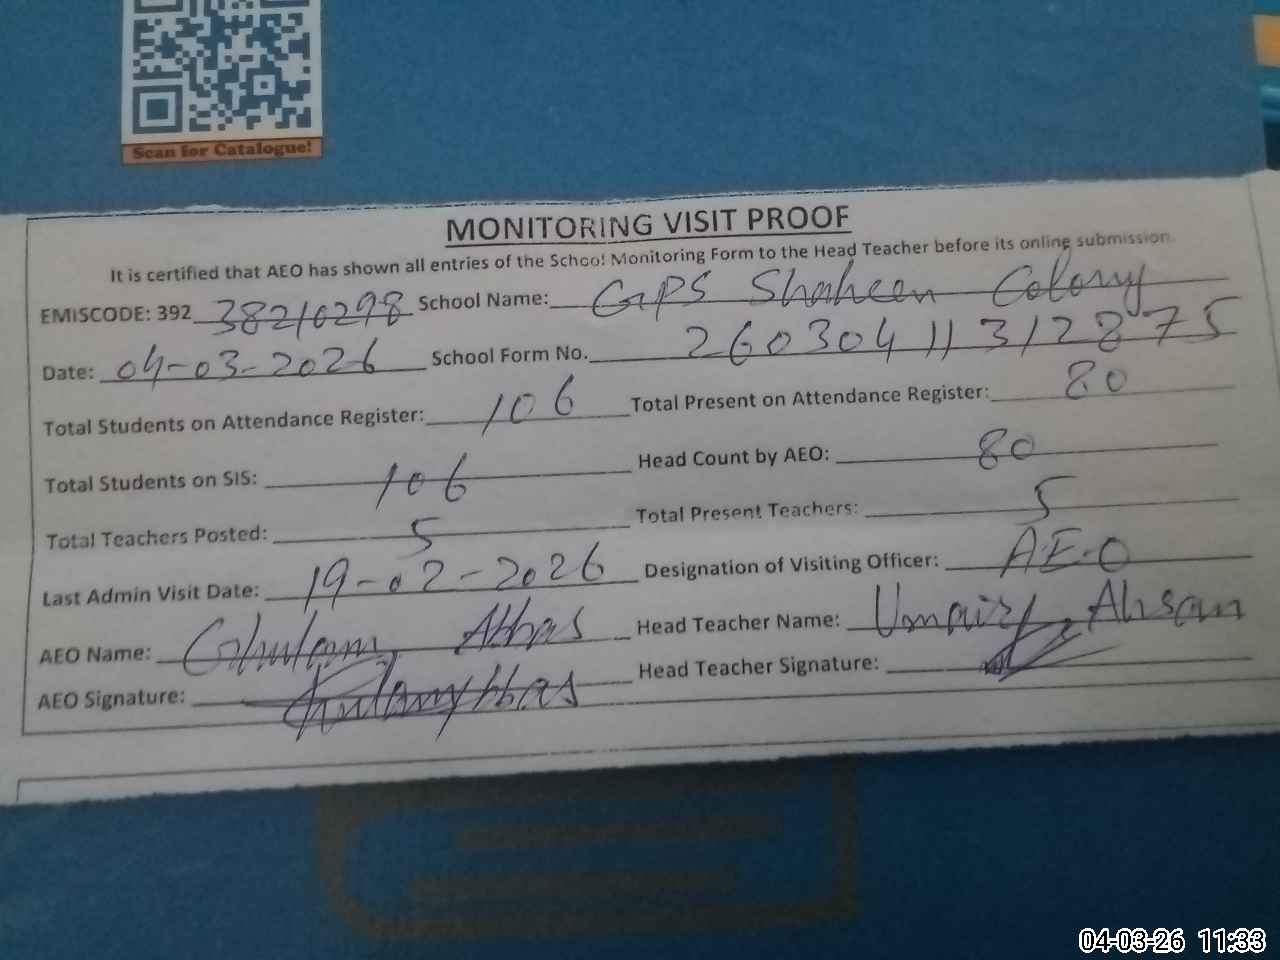 Scan for Catalogue!
MONITORING VISIT PROOF
It is certified that AEO has shown all entries of the School Monitoring Form to the Head Teacher before its online submission.
EMISCODE: 392 38210298 School Name: GPS Shaheen Colony
Date: 04-03-2026 School Form No. 26030411312875
Total Students on Attendance Register: 106 Total Present on Attendance Register: 80
Total Students on SIS: 106 Head Count by AEO: 80
Total Teachers Posted: 5 Total Present Teachers: 5
Last Admin Visit Date: 19-02-2026 Designation of Visiting Officer: A.E.O
AEO Name: Ghulam Abbas Head Teacher Name: Umair Ahsan
AEO Signature: Ghulam Abbas Head Teacher Signature:
04-03-26 11:33